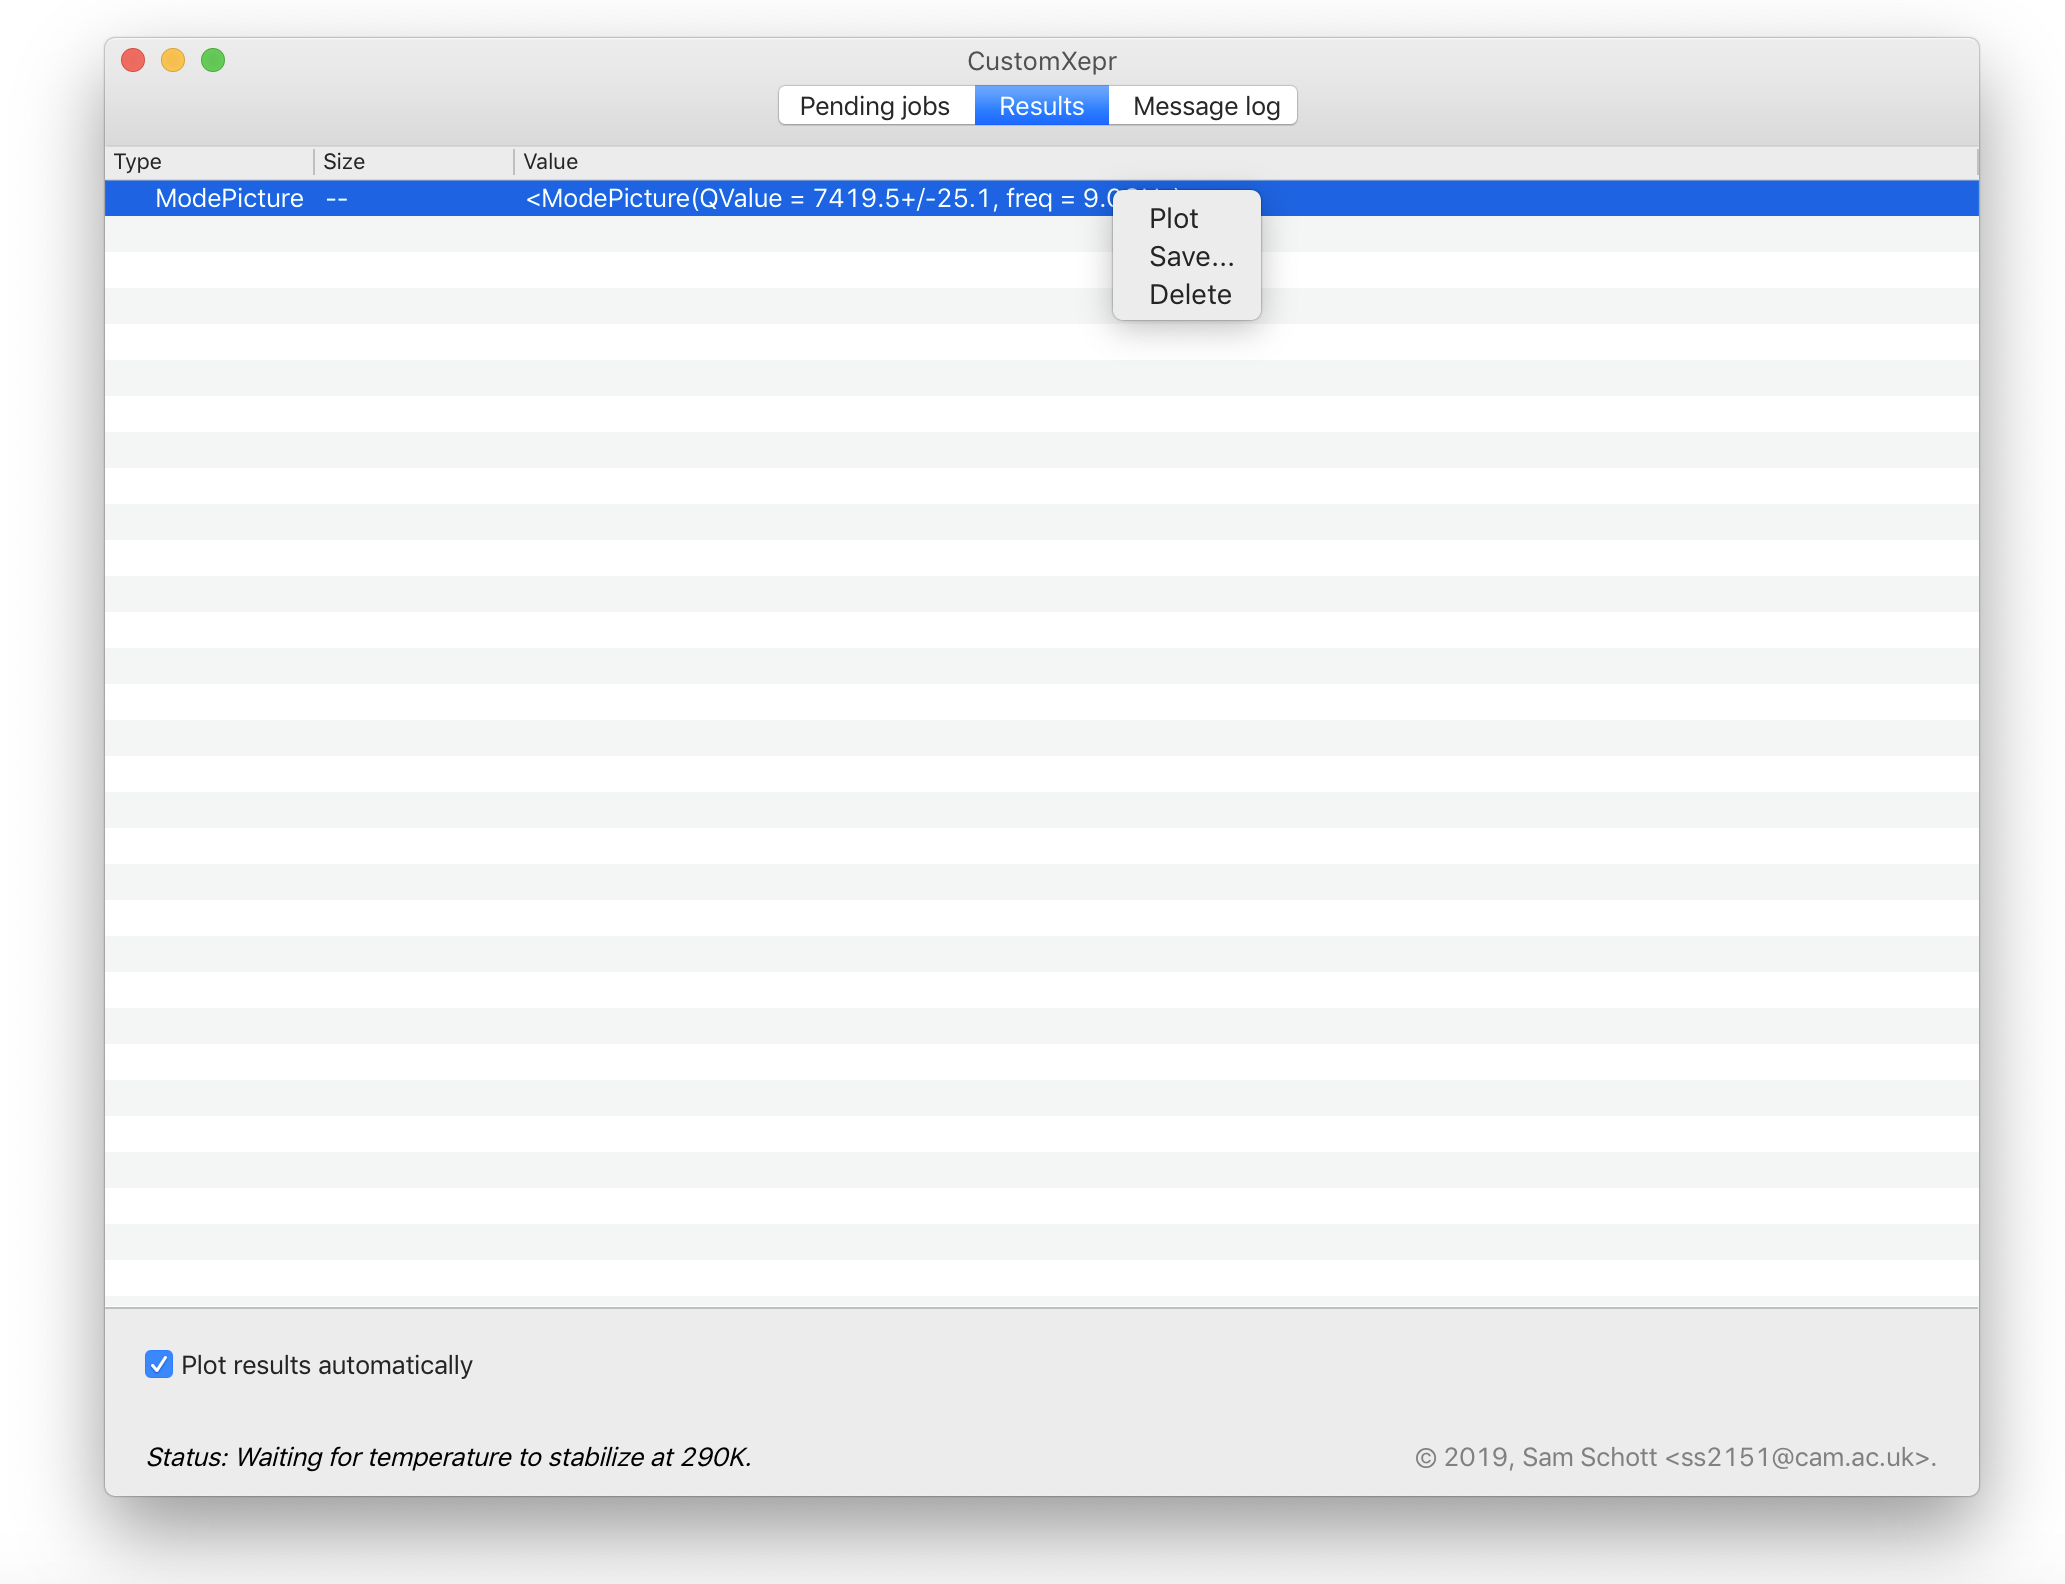 CustomXepr
Pending jobs Results Message log
Type Size Value
ModePicture -- <ModePicture(QValue = 7419.5+/-25.1, freq =
Plot
Save...
Delete
Plot results automatically
Status: Waiting for temperature to stabilize at 290K.
© 2019, Sam Schott <ss2151@cam.ac.uk>.